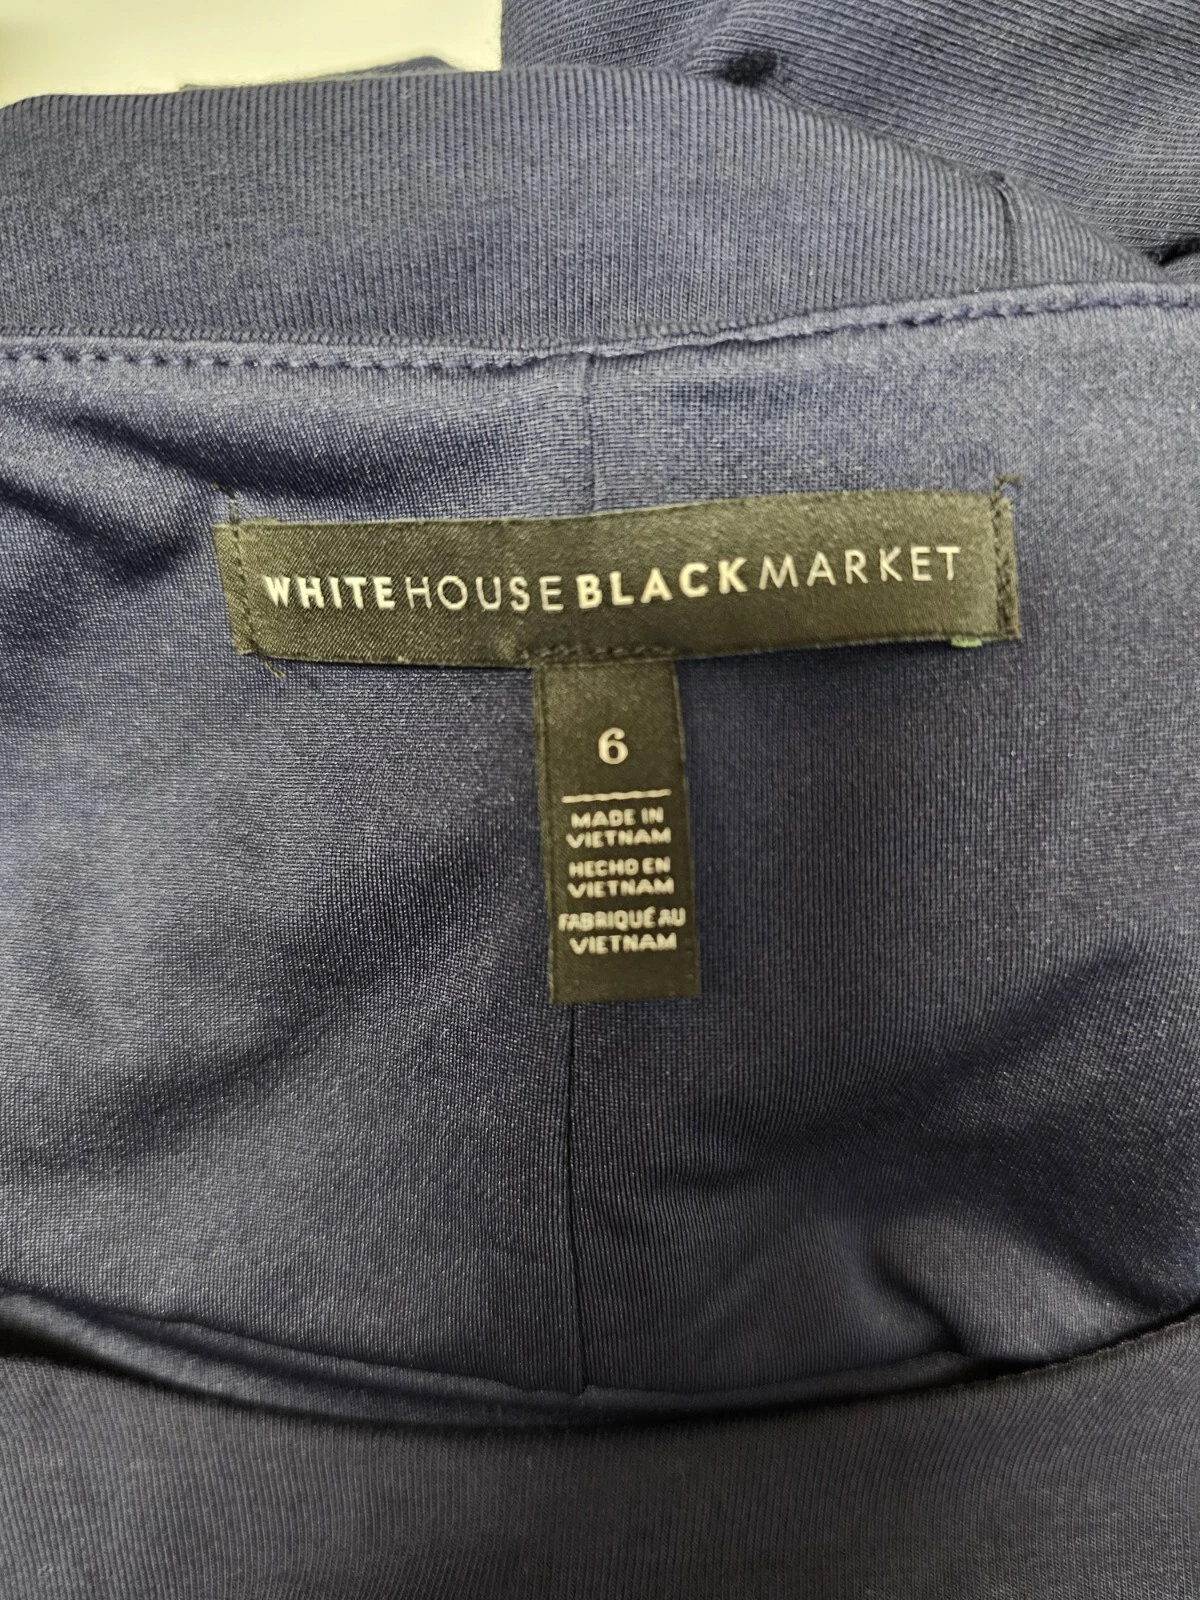 WHITEHOUSEBLACKMARKET
6
MADE IN
VIETNAM
HECHO EN
VIETNAM
FABRIQUÉ AU
VIETNAM